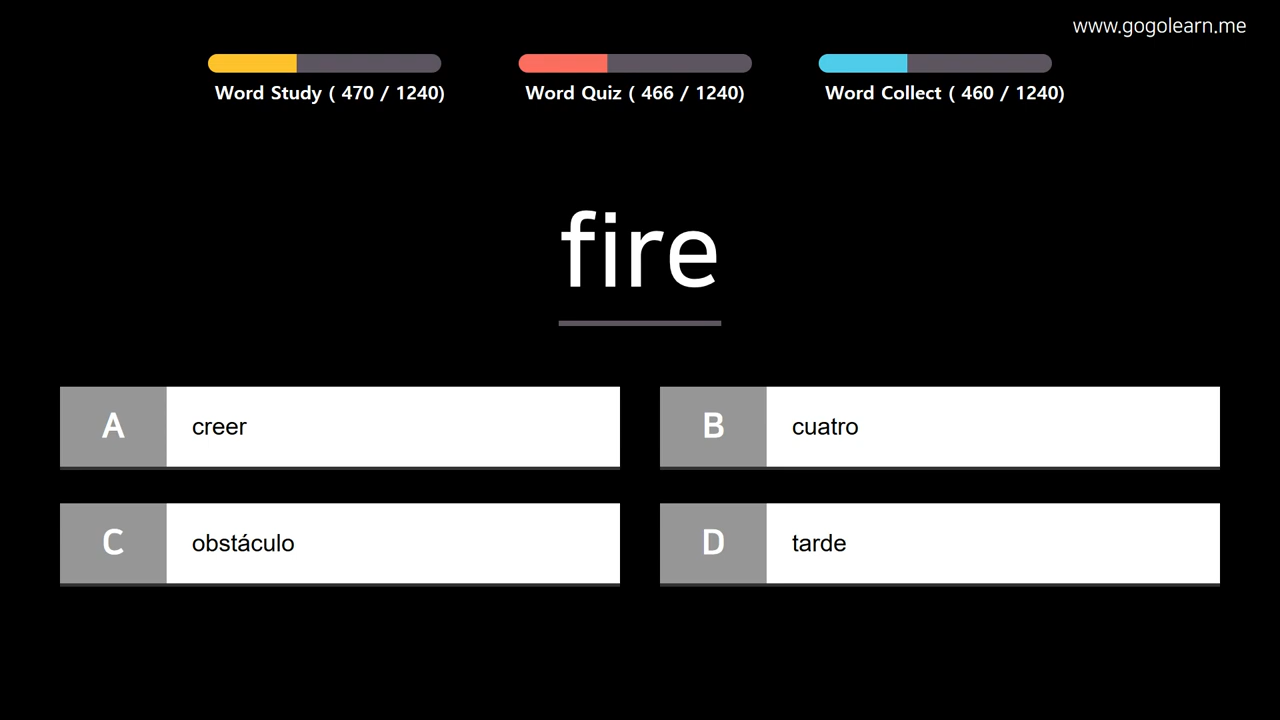 www.gogolearn.me
Word Study ( 470 / 1240)
Word Quiz ( 466 / 1240)
Word Collect ( 460 / 1240)
fire
A creer
B cuatro
C obstáculo
D tarde